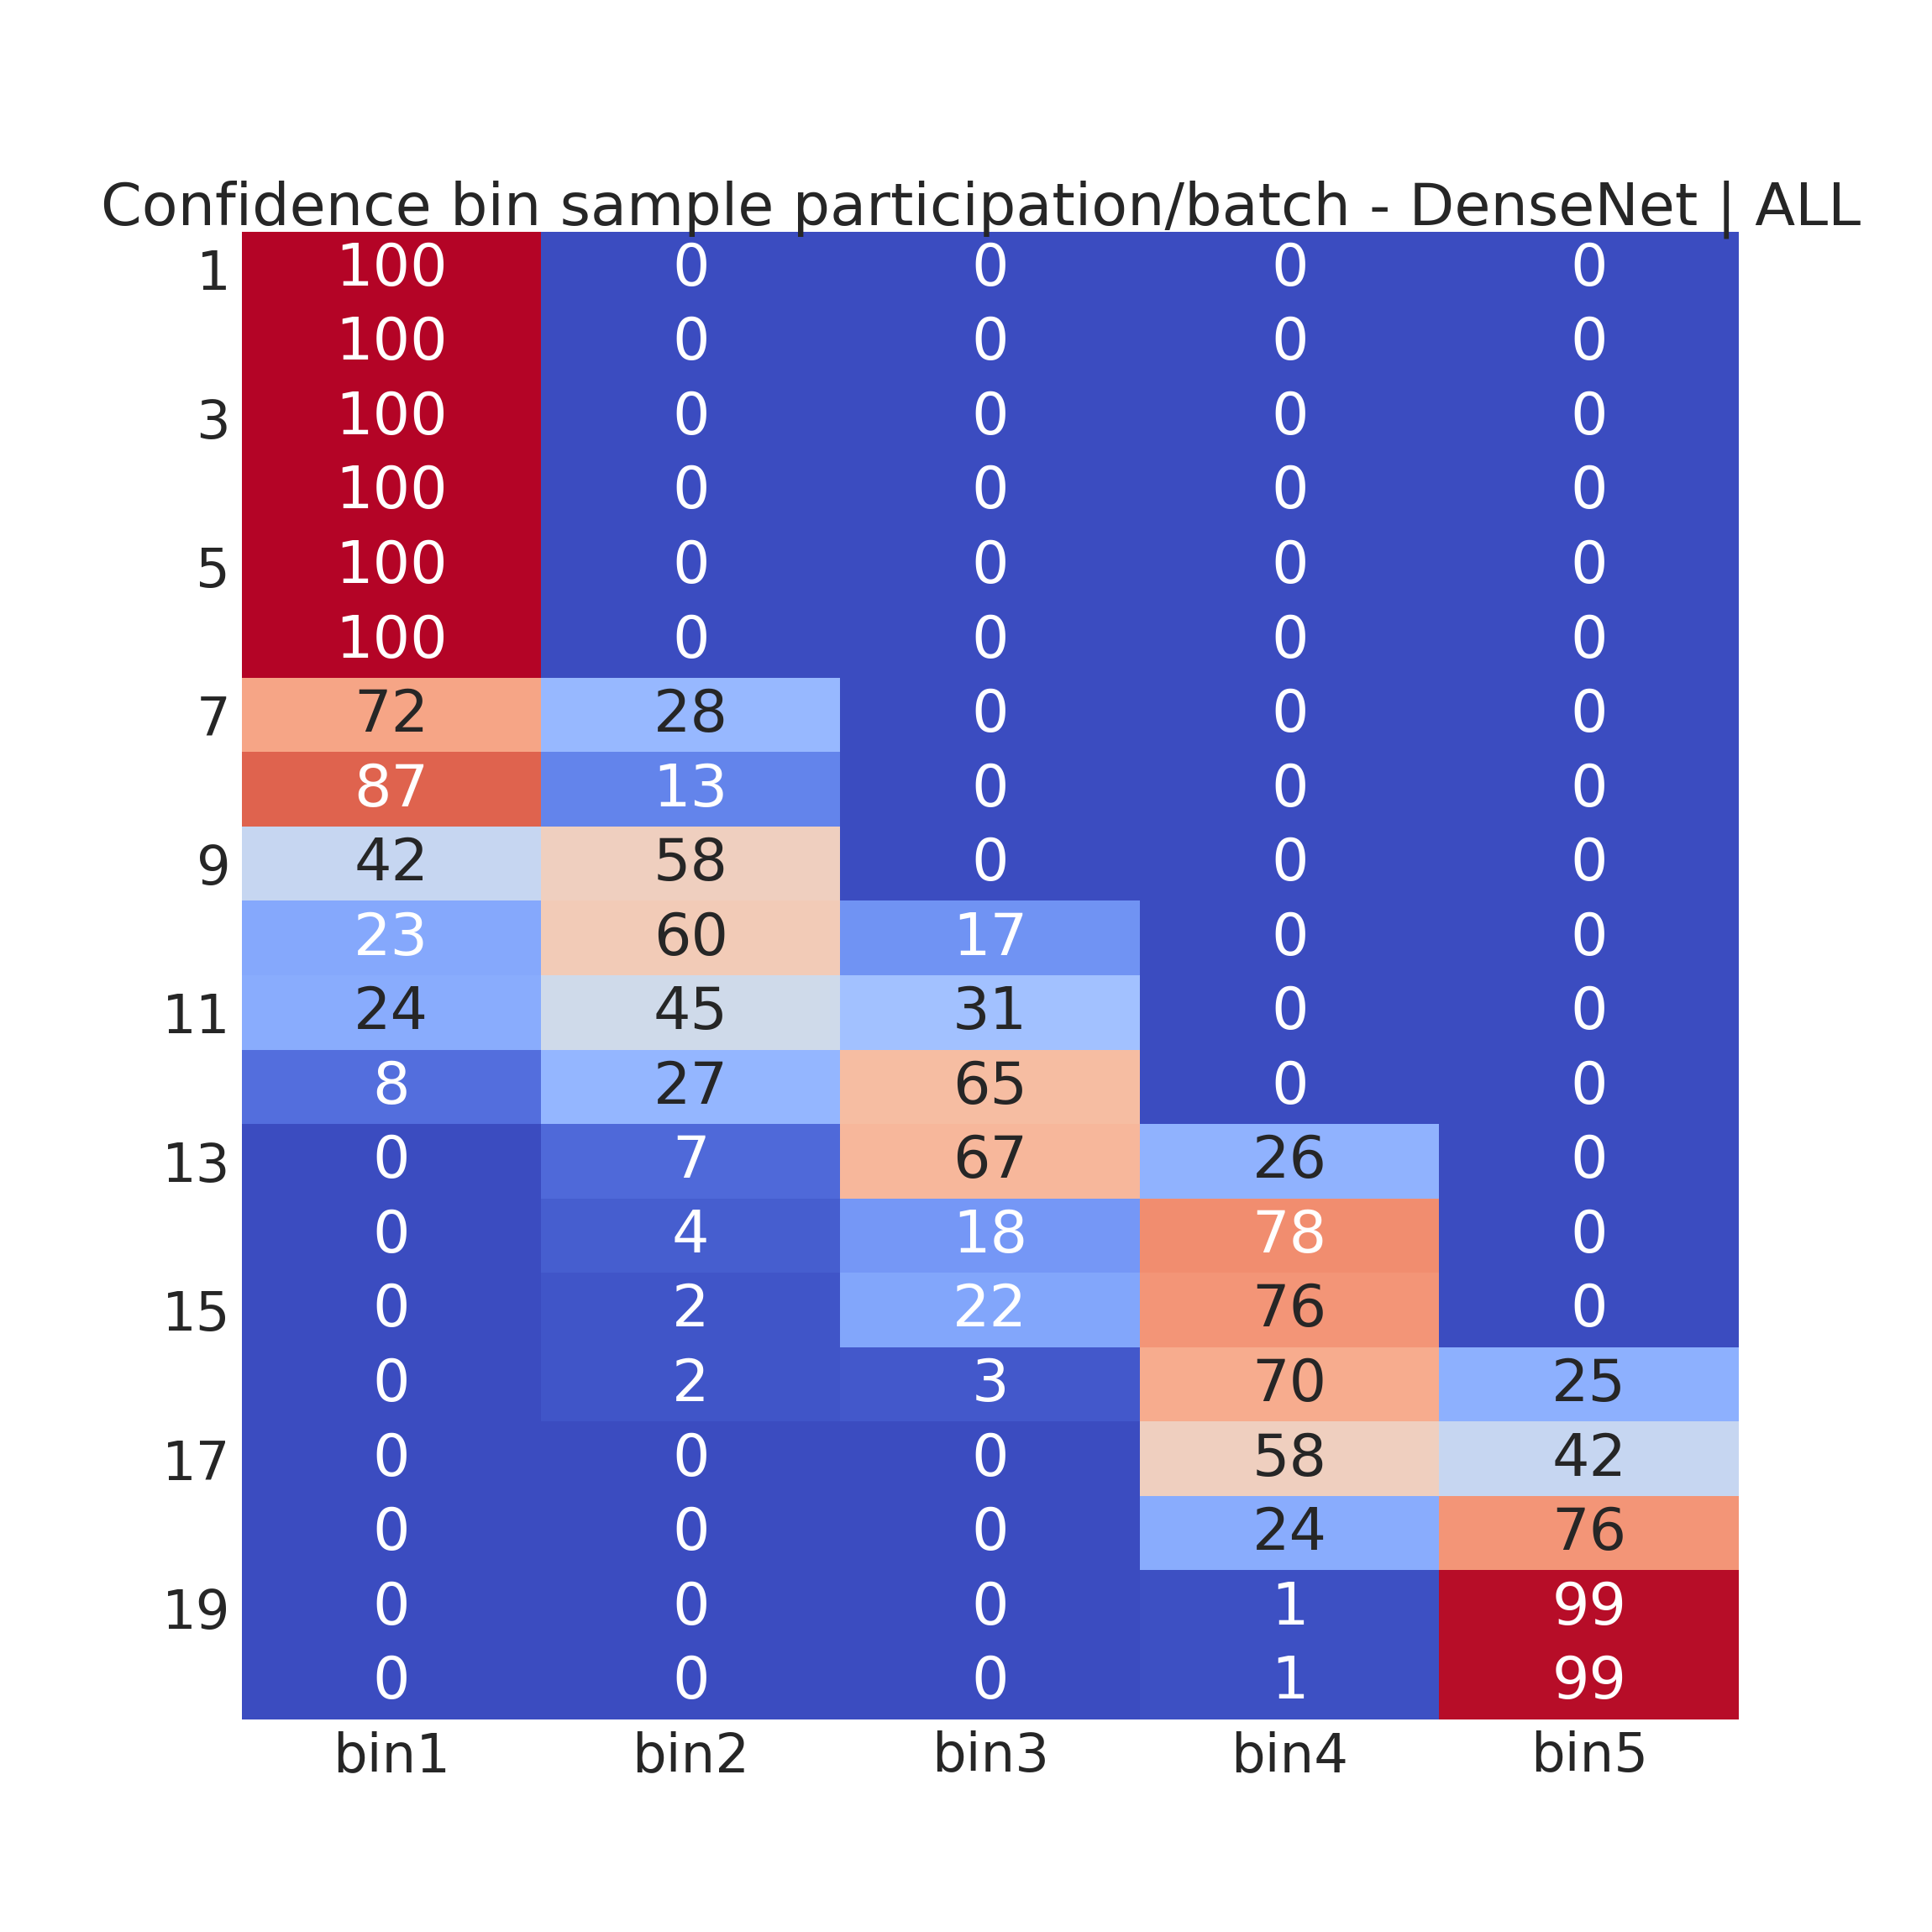 Confidence bin sample participation/batch - DenseNet | ALL
1 100 0 0 0 0
100 0 0 0 0
3 100 0 0 0 0
100 0 0 0 0
5 100 0 0 0 0
100 0 0 0 0
7 72 28 0 0 0
87 13 0 0 0
9 42 58 0 0 0
23 60 17 0 0
11 24 45 31 0 0
8 27 65 0 0
13 0 7 67 26 0
0 4 18 78 0
15 0 2 22 76 0
0 2 3 70 25
17 0 0 0 58 42
0 0 0 24 76
19 0 0 0 1 99
0 0 0 1 99
bin1 bin2 bin3 bin4 bin5